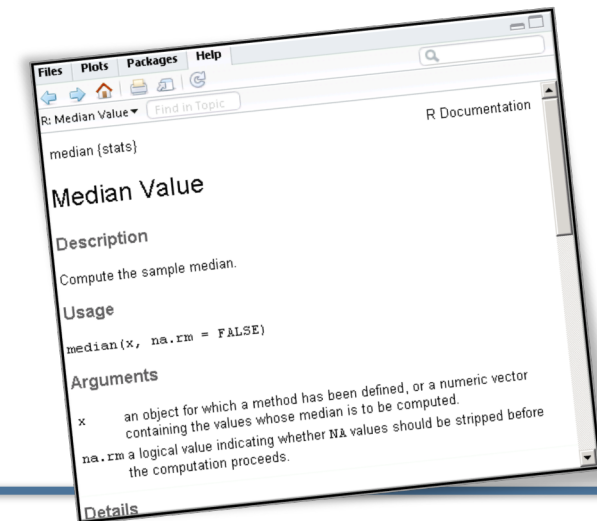 Files Plots Packages Help
R: Median Value Find in Topic
R Documentation
median {stats}
Median Value
Description
Compute the sample median.
Usage
median(x, na.rm = FALSE)
Arguments
x an object for which a method has been defined, or a numeric vector
containing the values whose median is to be computed.
na.rm a logical value indicating whether NA values should be stripped before
the computation proceeds.
Details